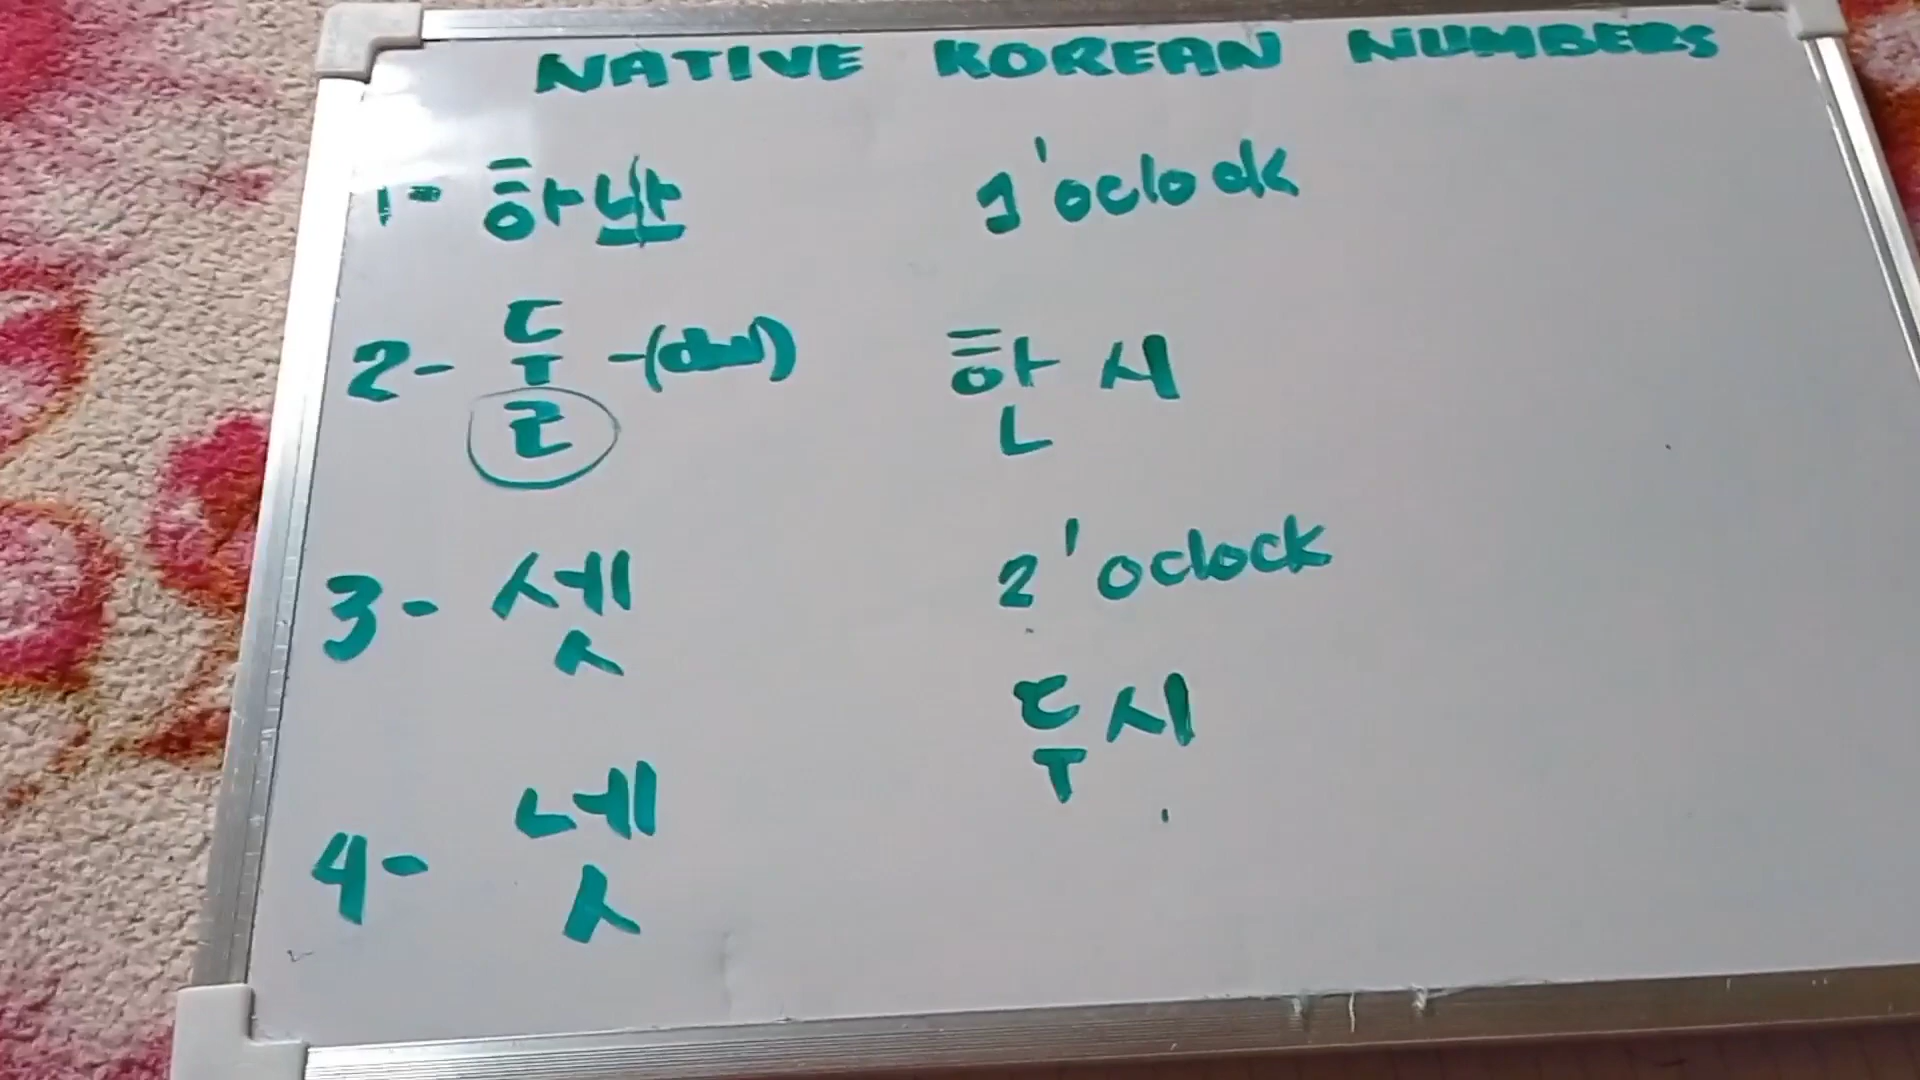 NATIVE KOREAN NUMBERS
1- 하나
2- 둘 -(dul)
3- 셋
4- 넷
1'oclock
한 시
2'oclock
두 시